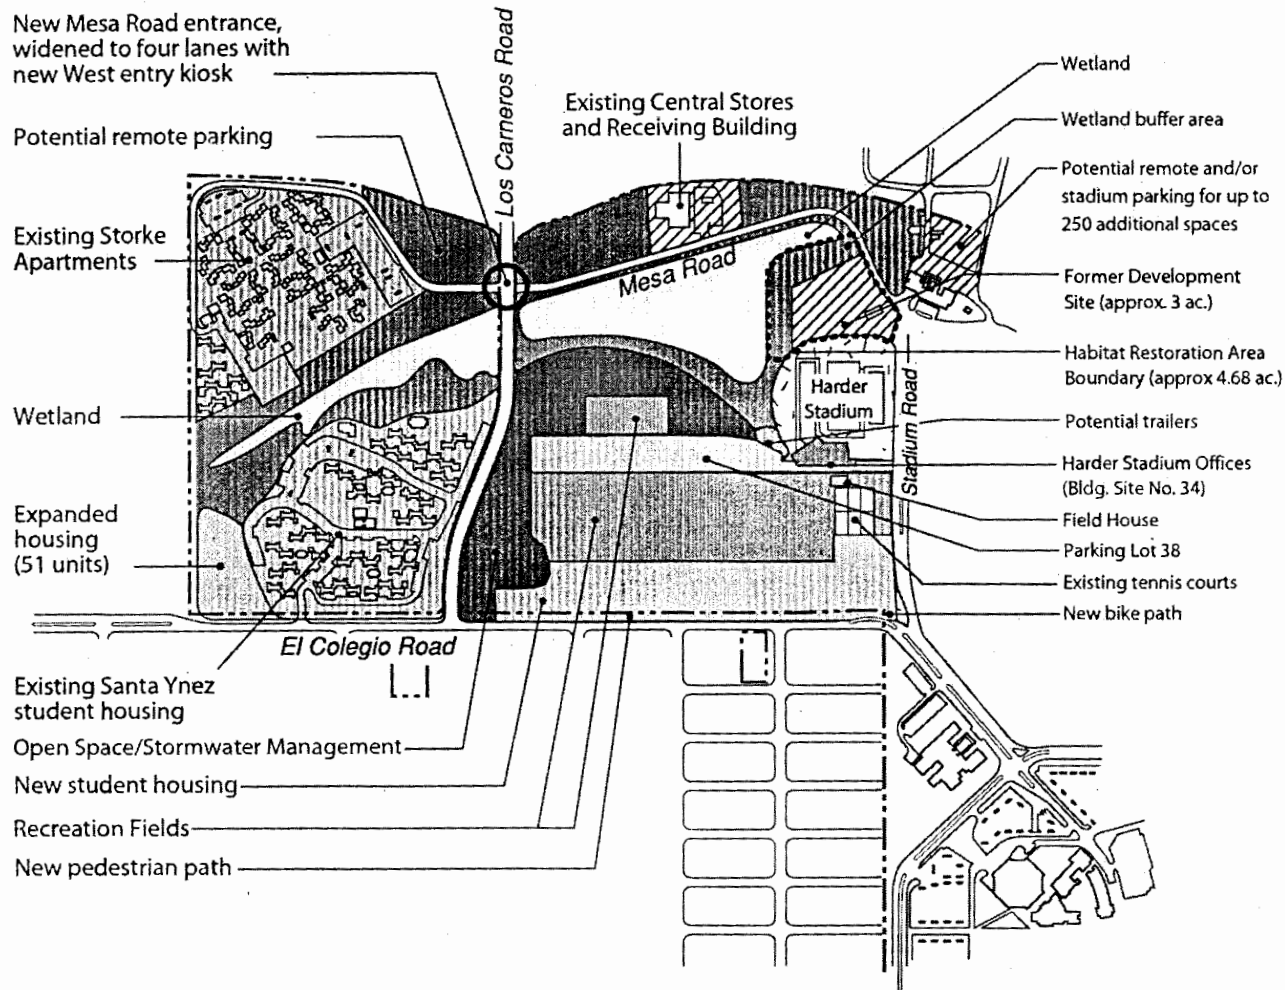 New Mesa Road entrance,
widened to four lanes with
new West entry kiosk
Potential remote parking
Existing Storke
Apartments
Wetland
Expanded
housing
(51 units)
Existing Santa Ynez
student housing
Open Space/Stormwater Management
New student housing
Recreation Fields
New pedestrian path
Los Carneros Road
Existing Central Stores
and Receiving Building
Mesa Road
El Colegio Road
Harder
Stadium
Stadium Road
Wetland
Wetland buffer area
Potential remote and/or
stadium parking for up to
250 additional spaces
Former Development
Site (approx. 3 ac.)
Habitat Restoration Area
Boundary (approx 4.68 ac.)
Potential trailers
Harder Stadium Offices
(Bldg. Site No. 34)
Field House
Parking Lot 38
Existing tennis courts
New bike path